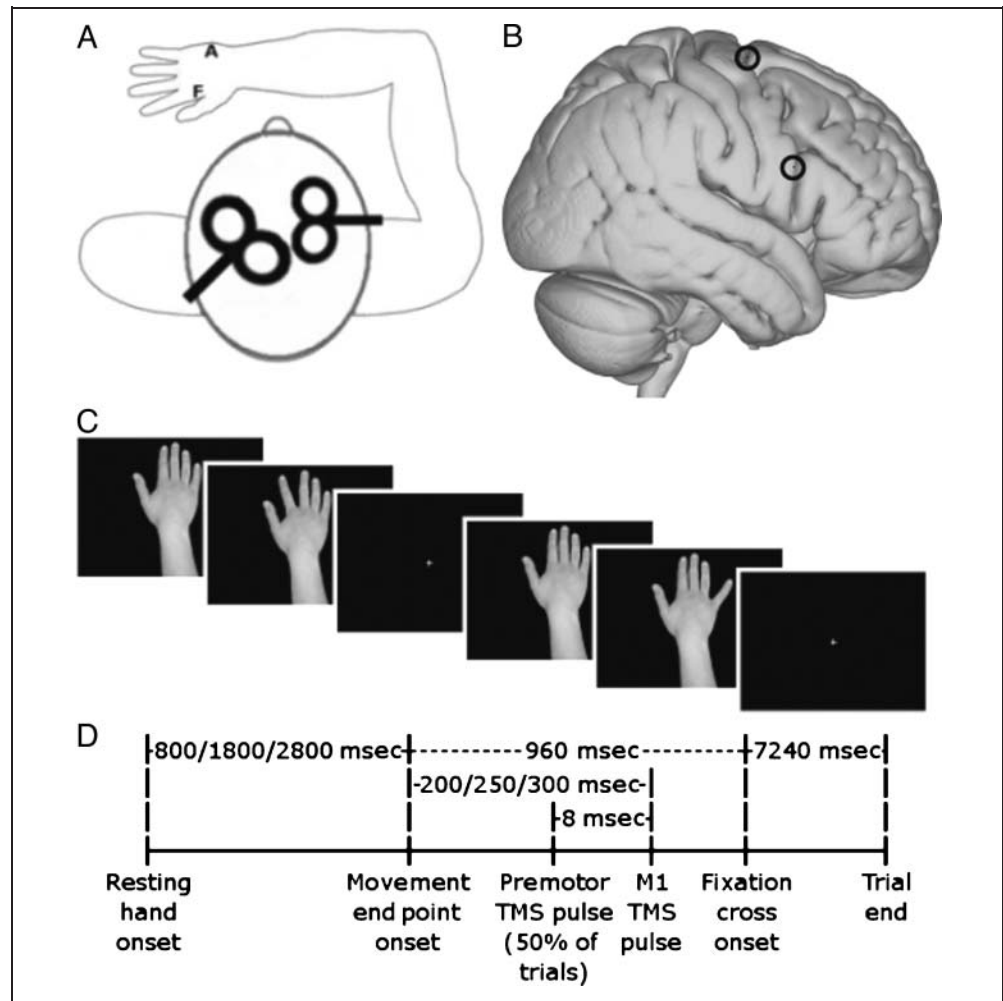 A
B
A
F
C
D
800/1800/2800 msec
960 msec
7240 msec
200/250/300 msec
8 msec
Resting
hand
onset
Movement
end point
onset
Premotor
TMS pulse
(50% of
trials)
M1
TMS
pulse
Fixation
cross
onset
Trial
end